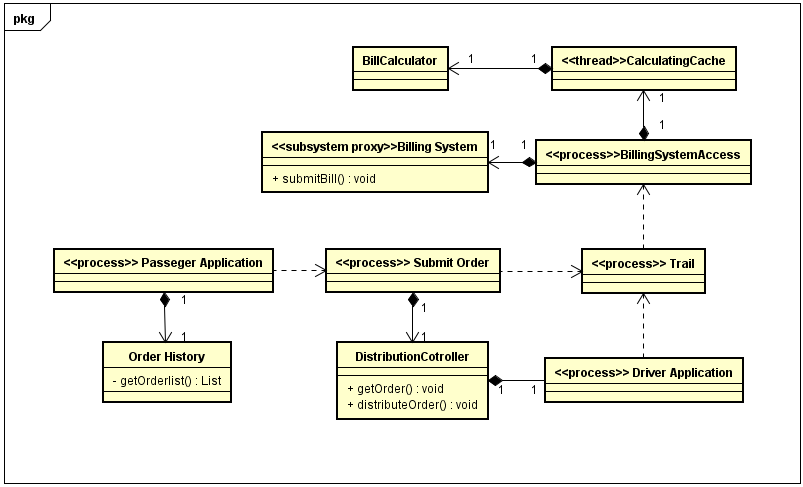 pkg
BillCalculator
1
1
<<thread>>CalculatingCache
1
1
<<subsystem proxy>>Billing System
+ submitBill() : void
1
1
<<process>>BillingSystemAccess
<<process>> Passeger Application
<<process>> Submit Order
<<process>> Trail
1
1
1
1
Order History
- getOrderlist() : List
DistributionCotroller
+ getOrder() : void
+ distributeOrder() : void
1
1
<<process>> Driver Application